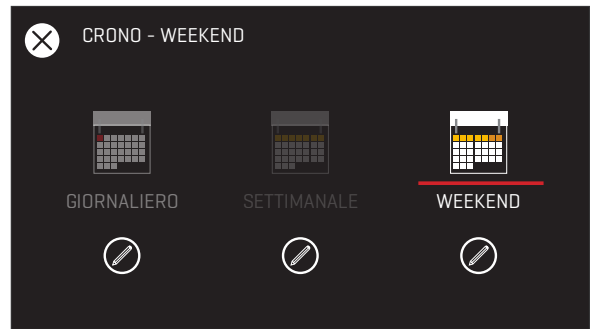 CRONO - WEEKEND
GIORNALIERO
SETTIMANALE
WEEKEND